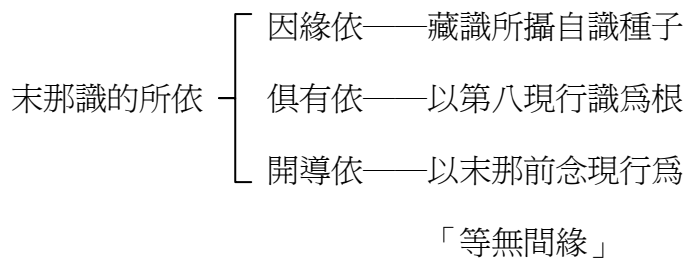 因緣依——藏識所攝自識種子
末那識的所依
俱有依——以第八現行識爲根
開導依——以末那前念現行爲
「等無間緣」